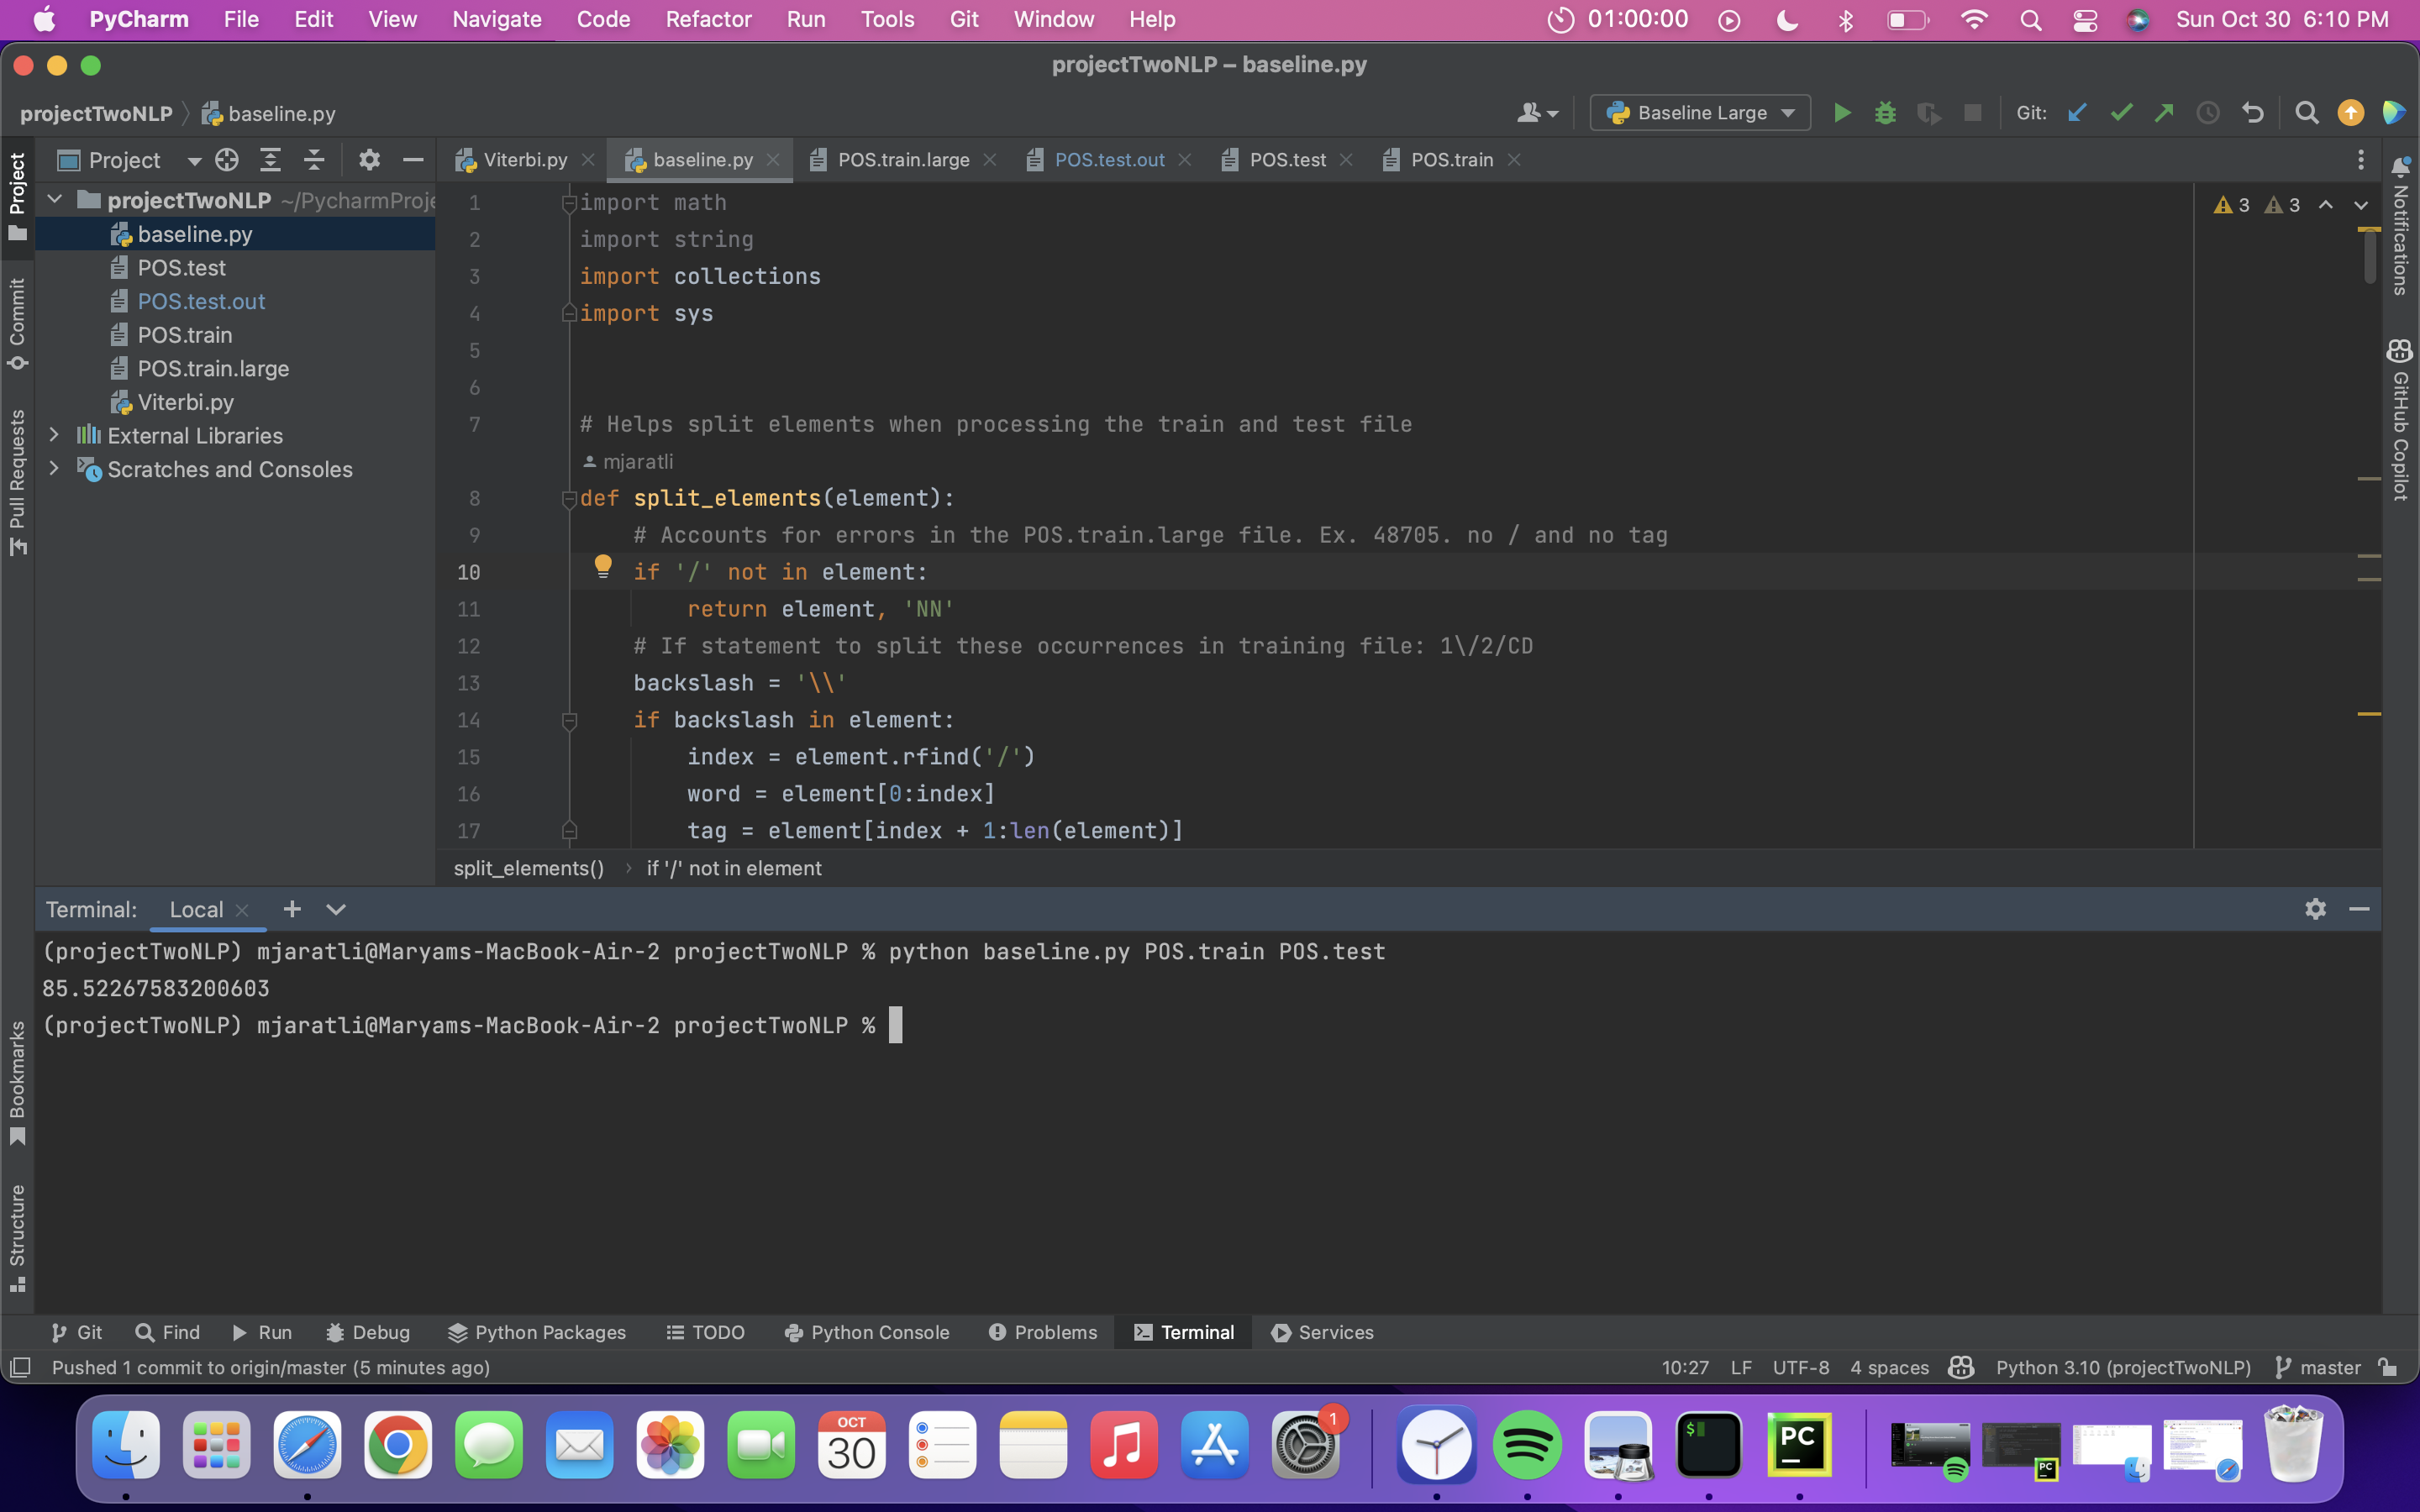 PyCharm File Edit View Navigate Code Refactor Run Tools Git Window Help 01:00:00 Sun Oct 30 6:10 PM
projectTwoNLP – baseline.py
projectTwoNLP baseline.py Baseline Large Git:
Project Viterbi.py baseline.py POS.train.large POS.test.out POS.test POS.train
projectTwoNLP ~/PycharmProje
baseline.py
POS.test
POS.test.out
POS.train
POS.train.large
Viterbi.py
External Libraries
Scratches and Consoles
Project
Commit
Pull Requests
Bookmarks
Structure
3 3
Notifications
GitHub Copilot
1 import math
2 import string
3 import collections
4 import sys
5
6
7 # Helps split elements when processing the train and test file
mjaratli
8 def split_elements(element):
9 # Accounts for errors in the POS.train.large file. Ex. 48705. no / and no tag
10 if '/' not in element:
11 return element, 'NN'
12 # If statement to split these occurrences in training file: 1\/2/CD
13 backslash = '\\'
14 if backslash in element:
15 index = element.rfind('/')
16 word = element[0:index]
17 tag = element[index + 1:len(element)]
split_elements() › if '/' not in element
Terminal: Local
(projectTwoNLP) mjaratli@Maryams-MacBook-Air-2 projectTwoNLP % python baseline.py POS.train POS.test
85.52267583200603
(projectTwoNLP) mjaratli@Maryams-MacBook-Air-2 projectTwoNLP %
Git Find Run Debug Python Packages TODO Python Console Problems Terminal Services
Pushed 1 commit to origin/master (5 minutes ago) 10:27 LF UTF-8 4 spaces Python 3.10 (projectTwoNLP) master
OCT
30
1
$
PC
PC